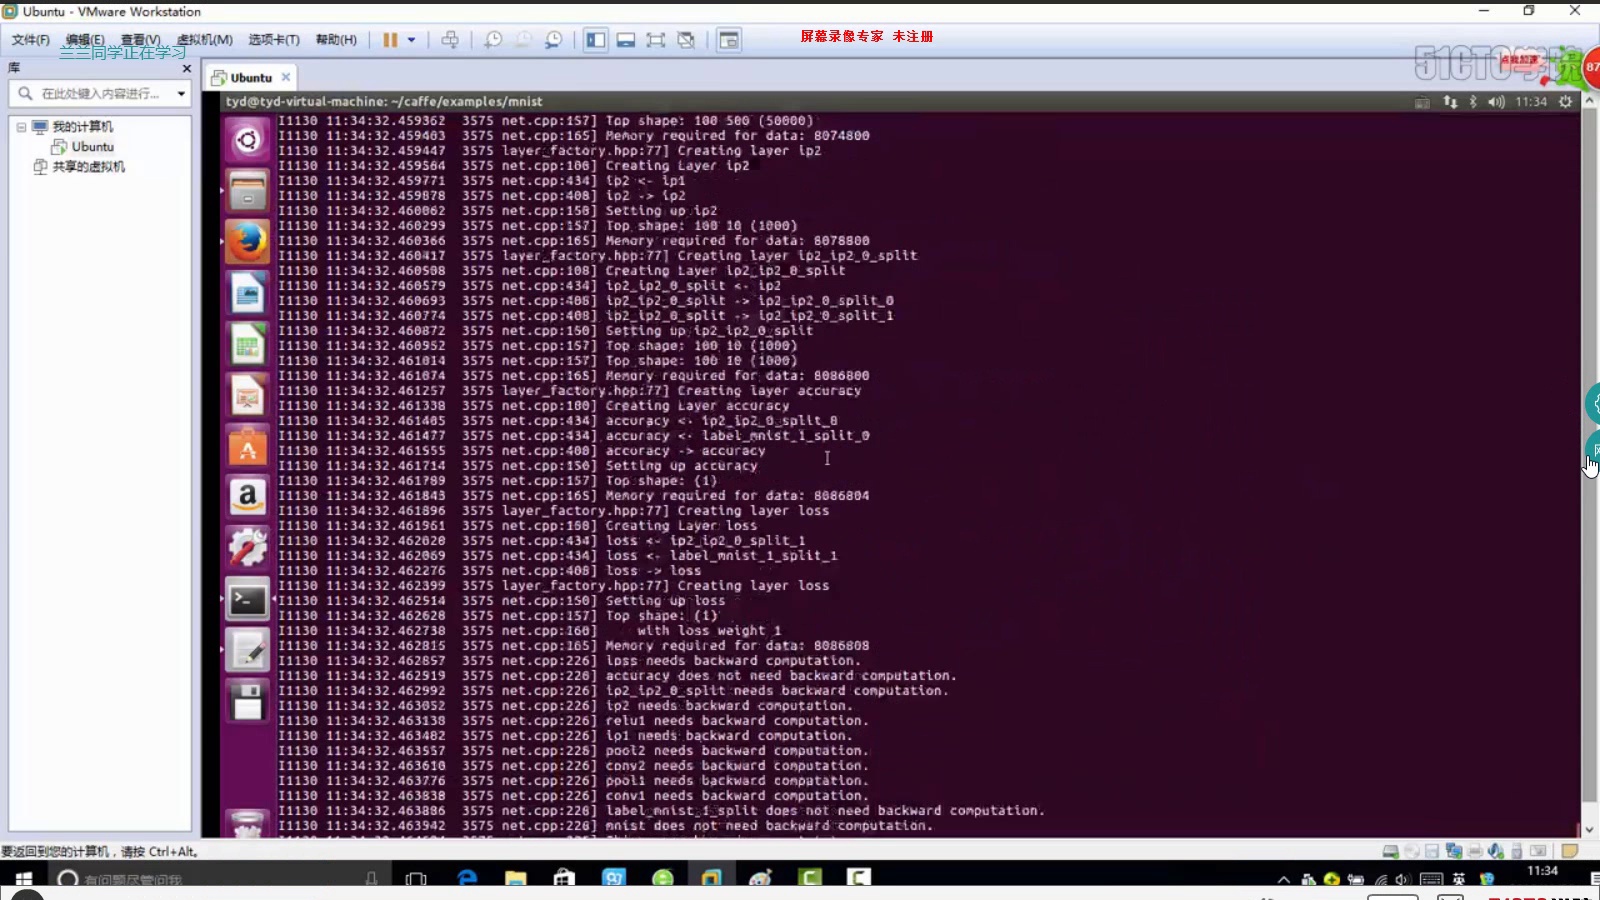 Ubuntu - VMware Workstation
文件(F) 编辑(E) 查看(V) 虚拟机(M) 选项卡(T) 帮助(H)
兰兰同学正在学习
屏幕录像专家 未注册
51CTO学院
点我加速
87
库
在此处键入内容进行...
我的计算机
Ubuntu
共享的虚拟机
Ubuntu
tyd@tyd-virtual-machine: ~/caffe/examples/mnist
11:34
I1130 11:34:32.459362 3575 net.cpp:157] Top shape: 100 500 (50000)
I1130 11:34:32.459403 3575 net.cpp:165] Memory required for data: 8074800
I1130 11:34:32.459447 3575 layer_factory.hpp:77] Creating layer ip2
I1130 11:34:32.459504 3575 net.cpp:100] Creating Layer ip2
I1130 11:34:32.459771 3575 net.cpp:434] ip2 <- ip1
I1130 11:34:32.459878 3575 net.cpp:408] ip2 -> ip2
I1130 11:34:32.460062 3575 net.cpp:150] Setting up ip2
I1130 11:34:32.460299 3575 net.cpp:157] Top shape: 100 10 (1000)
I1130 11:34:32.460366 3575 net.cpp:165] Memory required for data: 8078800
I1130 11:34:32.460417 3575 layer_factory.hpp:77] Creating layer ip2_ip2_0_split
I1130 11:34:32.460508 3575 net.cpp:100] Creating Layer ip2_ip2_0_split
I1130 11:34:32.460579 3575 net.cpp:434] ip2_ip2_0_split <- ip2
I1130 11:34:32.460693 3575 net.cpp:408] ip2_ip2_0_split -> ip2_ip2_0_split_0
I1130 11:34:32.460774 3575 net.cpp:408] ip2_ip2_0_split -> ip2_ip2_0_split_1
I1130 11:34:32.460872 3575 net.cpp:150] Setting up ip2_ip2_0_split
I1130 11:34:32.460952 3575 net.cpp:157] Top shape: 100 10 (1000)
I1130 11:34:32.461014 3575 net.cpp:157] Top shape: 100 10 (1000)
I1130 11:34:32.461074 3575 net.cpp:165] Memory required for data: 8086800
I1130 11:34:32.461257 3575 layer_factory.hpp:77] Creating layer accuracy
I1130 11:34:32.461338 3575 net.cpp:100] Creating Layer accuracy
I1130 11:34:32.461405 3575 net.cpp:434] accuracy <- ip2_ip2_0_split_0
I1130 11:34:32.461477 3575 net.cpp:434] accuracy <- label_mnist_1_split_0
I1130 11:34:32.461555 3575 net.cpp:408] accuracy -> accuracy
I1130 11:34:32.461714 3575 net.cpp:150] Setting up accuracy
I1130 11:34:32.461789 3575 net.cpp:157] Top shape: (1)
I1130 11:34:32.461843 3575 net.cpp:165] Memory required for data: 8086804
I1130 11:34:32.461896 3575 layer_factory.hpp:77] Creating layer loss
I1130 11:34:32.461961 3575 net.cpp:100] Creating Layer loss
I1130 11:34:32.462020 3575 net.cpp:434] loss <- ip2_ip2_0_split_1
I1130 11:34:32.462069 3575 net.cpp:434] loss <- label_mnist_1_split_1
I1130 11:34:32.462276 3575 net.cpp:408] loss -> loss
I1130 11:34:32.462399 3575 layer_factory.hpp:77] Creating layer loss
I1130 11:34:32.462514 3575 net.cpp:150] Setting up loss
I1130 11:34:32.462628 3575 net.cpp:157] Top shape: (1)
I1130 11:34:32.462738 3575 net.cpp:160] with loss weight 1
I1130 11:34:32.462815 3575 net.cpp:165] Memory required for data: 8086808
I1130 11:34:32.462857 3575 net.cpp:226] loss needs backward computation.
I1130 11:34:32.462919 3575 net.cpp:228] accuracy does not need backward computation.
I1130 11:34:32.462992 3575 net.cpp:226] ip2_ip2_0_split needs backward computation.
I1130 11:34:32.463052 3575 net.cpp:226] ip2 needs backward computation.
I1130 11:34:32.463138 3575 net.cpp:226] relu1 needs backward computation.
I1130 11:34:32.463482 3575 net.cpp:226] ip1 needs backward computation.
I1130 11:34:32.463557 3575 net.cpp:226] pool2 needs backward computation.
I1130 11:34:32.463610 3575 net.cpp:226] conv2 needs backward computation.
I1130 11:34:32.463776 3575 net.cpp:226] pool1 needs backward computation.
I1130 11:34:32.463838 3575 net.cpp:226] conv1 needs backward computation.
I1130 11:34:32.463886 3575 net.cpp:228] label_mnist_1_split does not need backward computation.
I1130 11:34:32.463942 3575 net.cpp:228] mnist does not need backward computation.
要返回到您的计算机，请按 Ctrl+Alt。
有问题尽管问我
英
11:34